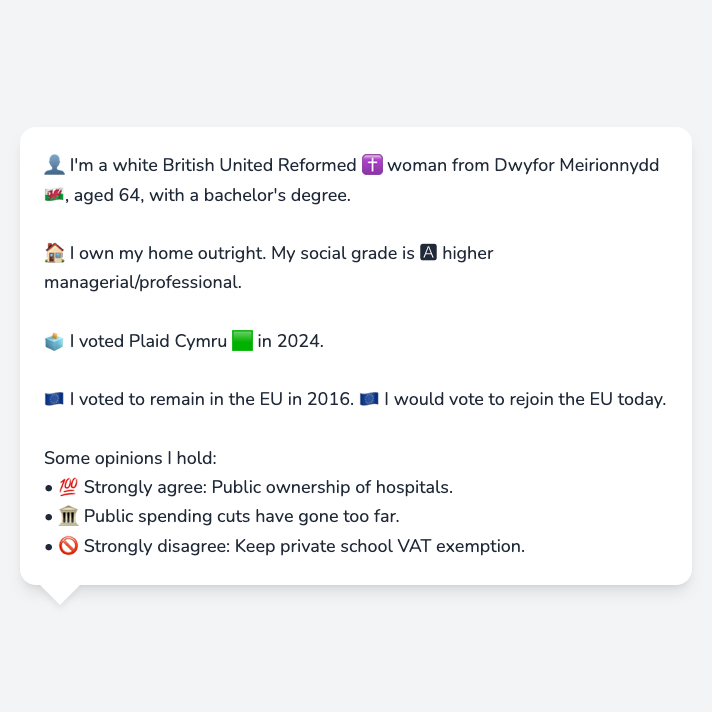 👤 I'm a white British United Reformed ✝️ woman from Dwyfor Meirionnydd
🏴󠁧󠁢󠁷󠁬󠁳󠁿, aged 64, with a bachelor's degree.
🏠 I own my home outright. My social grade is 🅰 higher
managerial/professional.
🗳️ I voted Plaid Cymru 🟩 in 2024.
🇪🇺 I voted to remain in the EU in 2016. 🇪🇺 I would vote to rejoin the EU today.
Some opinions I hold:
• 💯 Strongly agree: Public ownership of hospitals.
• 🏛️ Public spending cuts have gone too far.
• 🚫 Strongly disagree: Keep private school VAT exemption.